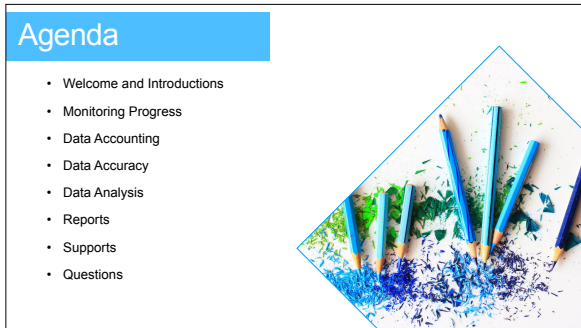 Agenda
• Welcome and Introductions
• Monitoring Progress
• Data Accounting
• Data Accuracy
• Data Analysis
• Reports
• Supports
• Questions